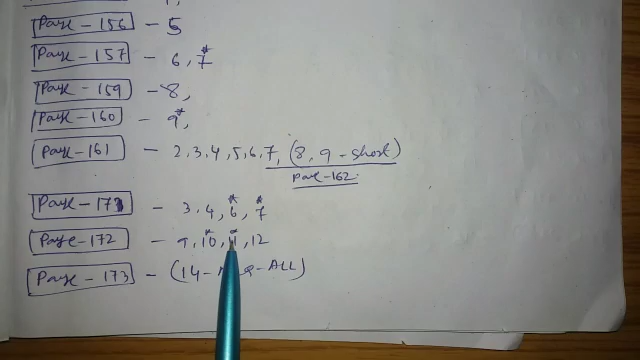 Page-156 - 5
Page-157 - 6, 7*
Page-159 - 8,
Page-160 - 9*,
Page-161 - 2,3,4,5,6,7, (8,9-short)
Page-162.
Page-171 - 3,4,6*,7*
Page-172 - 9,10*,11*,12
Page-173 - (14- -ALL)